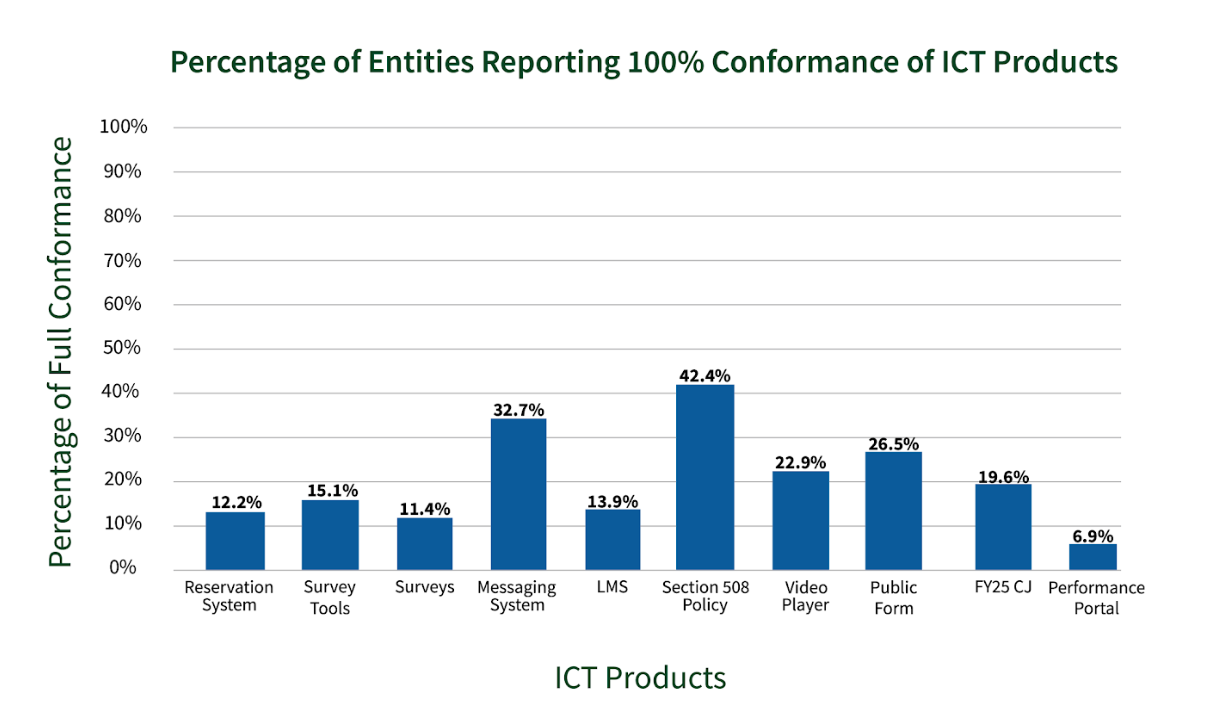 Percentage of Entities Reporting 100% Conformance of ICT Products
Percentage of Full Conformance
100%
90%
80%
70%
60%
50%
40%
30%
20%
10%
0%
12.2%
15.1%
11.4%
32.7%
13.9%
42.4%
22.9%
26.5%
19.6%
6.9%
Reservation
System
Survey
Tools
Surveys
Messaging
System
LMS
Section 508
Policy
Video
Player
Public
Form
FY25 CJ
Performance
Portal
ICT Products